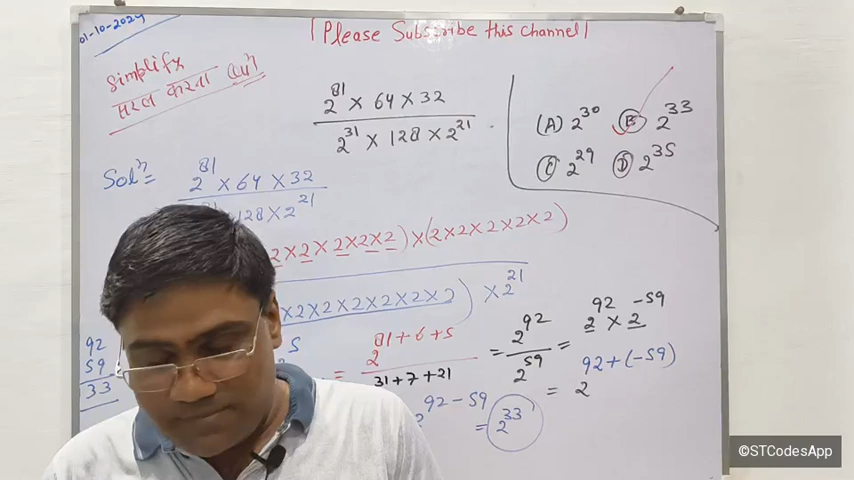 01-10-2024
| Please Subscribe this channel |
Simplify
सरल करना
2^81 × 64 × 32
2^31 × 128 × 2^21
(A) 2^30 (B) 2^33
(C) 2^29 (D) 2^35
Solⁿ=
2^81 × 64 × 32
128 × 2^21
2 × 2 × 2 × 2 × 2) × (2 × 2 × 2 × 2 × 2)
× 2 × 2 × 2 × 2 × 2 × 2) × 2^21
92
59
33
5
= 2^81+6+5
31+7+21
= 2^92
2^59
= 2^92 × 2^-59
= 2^92+(-59)
2^92-59 = 2^33
©STCodesApp